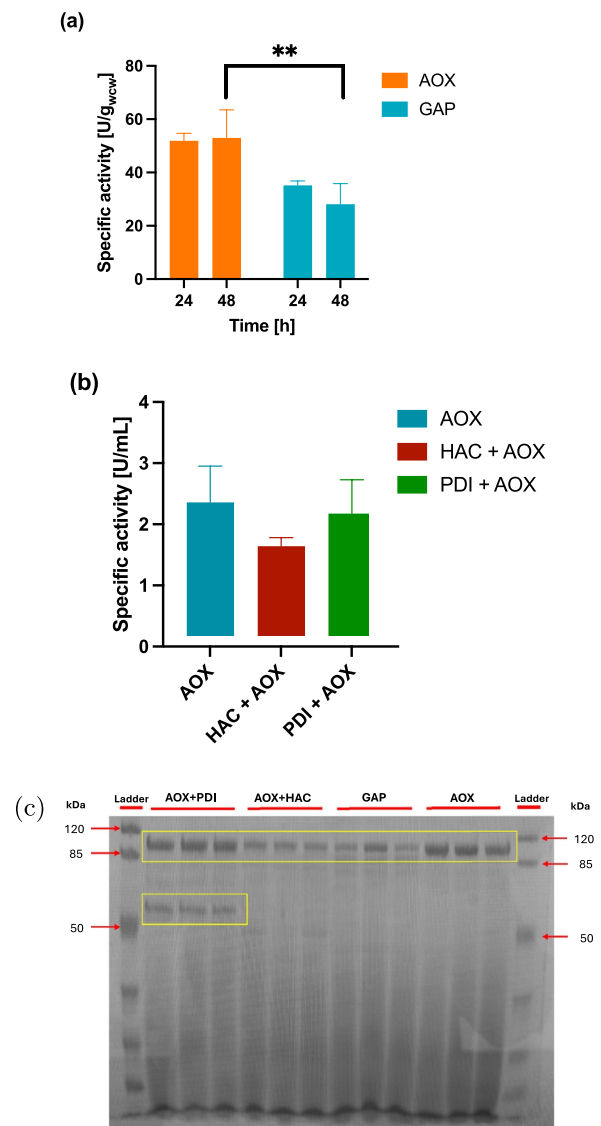 (a)
**
80
60
40
20
0
Specific activity [U/gwcw]
AOX
GAP
24 48 24 48
Time [h]
(b)
4
3
2
1
0
Specific activity [U/mL]
AOX
HAC + AOX
PDI + AOX
AOX
HAC + AOX
PDI + AOX
(c)
kDa Ladder AOX+PDI AOX+HAC GAP AOX Ladder kDa
120 120
85 85
50 50